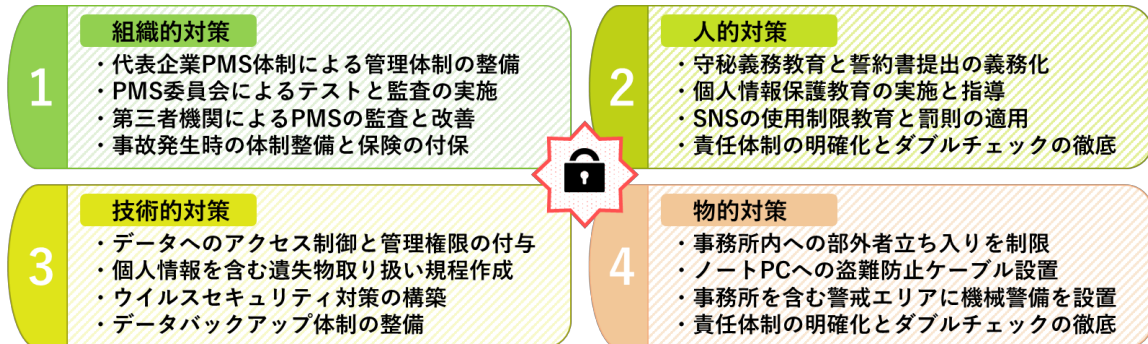 1
組織的対策
・代表企業PMS体制による管理体制の整備
・PMS委員会によるテストと監査の実施
・第三者機関によるPMSの監査と改善
・事故発生時の体制整備と保険の付保
2
人的対策
・守秘義務教育と誓約書提出の義務化
・個人情報保護教育の実施と指導
・SNSの使用制限教育と罰則の適用
・責任体制の明確化とダブルチェックの徹底
3
技術的対策
・データへのアクセス制御と管理権限の付与
・個人情報を含む遺失物取り扱い規程作成
・ウイルスセキュリティ対策の構築
・データバックアップ体制の整備
4
物的対策
・事務所内への部外者立ち入りを制限
・ノートPCへの盗難防止ケーブル設置
・事務所を含む警戒エリアに機械警備を設置
・責任体制の明確化とダブルチェックの徹底